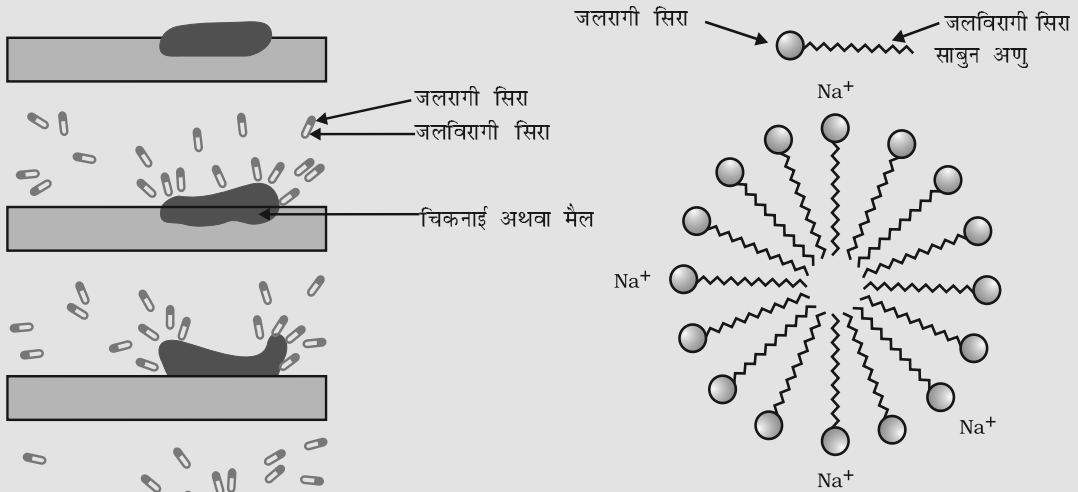 जलरागी सिरा
जलविरागी सिरा
चिकनाई अथवा मैल
जलरागी सिरा
जलविरागी सिरा
साबुन अणु
Na⁺
Na⁺
Na⁺
Na⁺